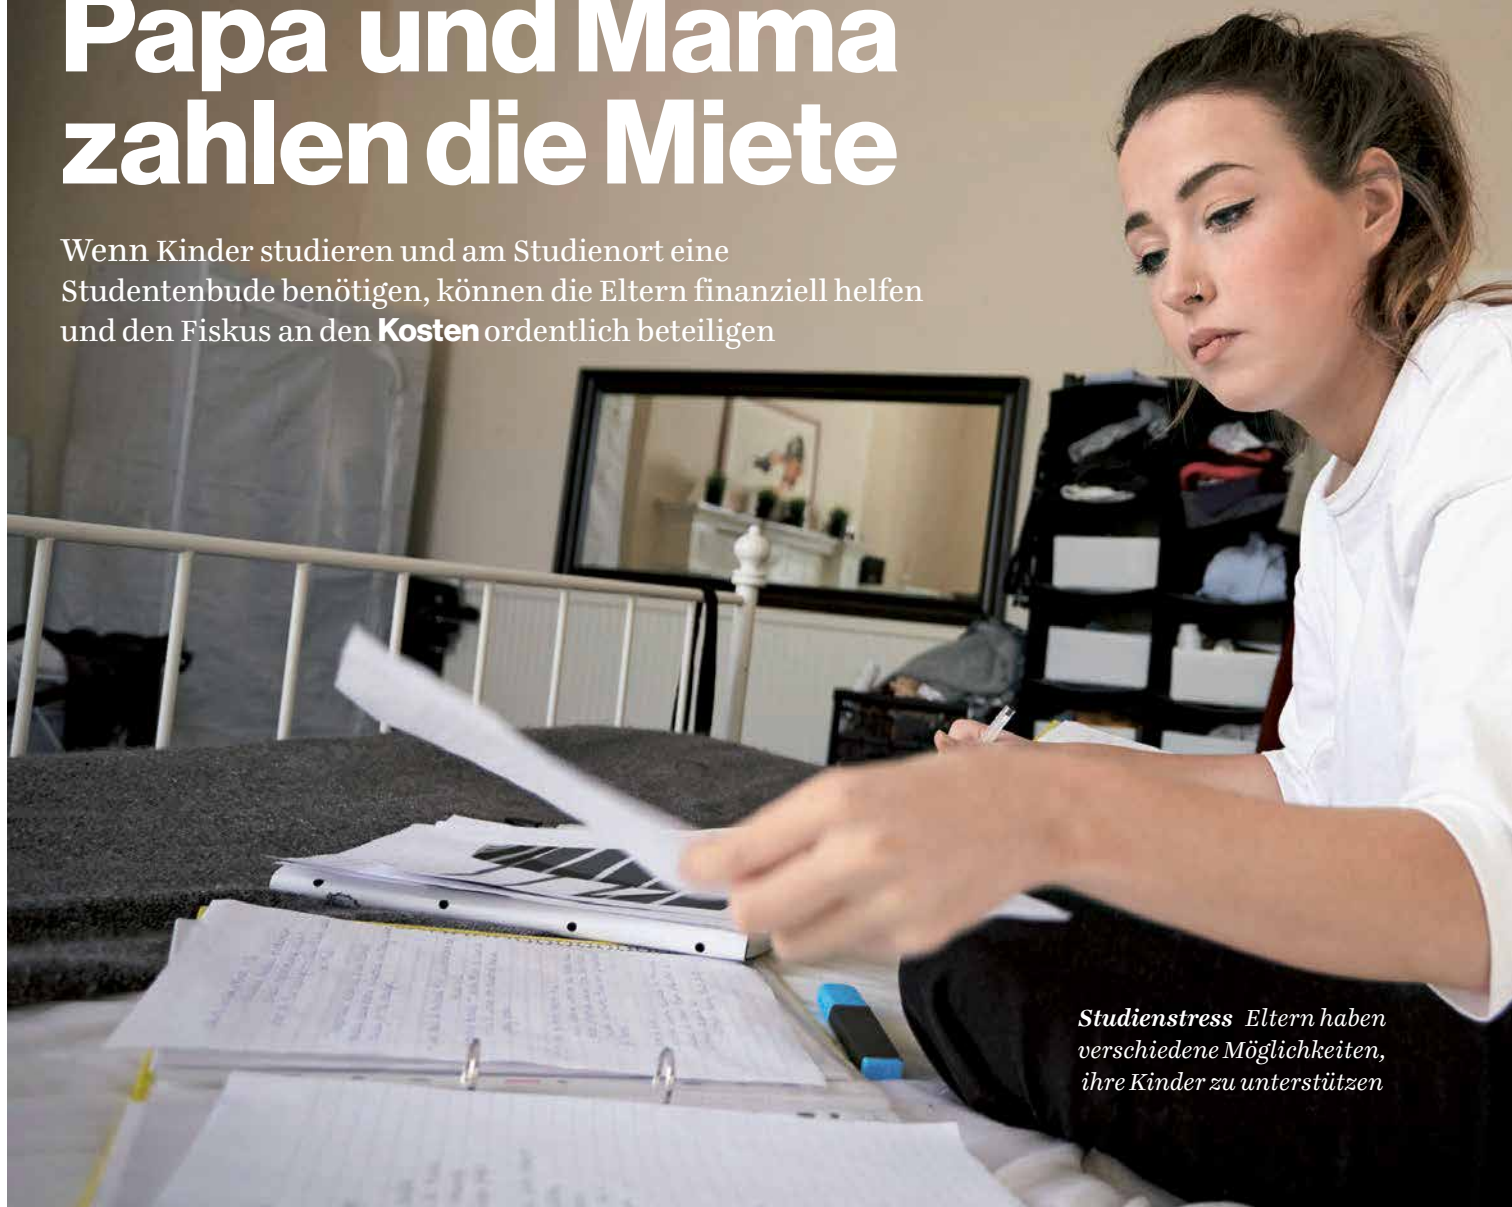 Papa und Mama
zahlen die Miete
Wenn Kinder studieren und am Studienort eine
Studentenbude benötigen, können die Eltern finanziell helfen
und den Fiskus an den Kosten ordentlich beteiligen
Studienstress Eltern haben
verschiedene Möglichkeiten,
ihre Kinder zu unterstützen